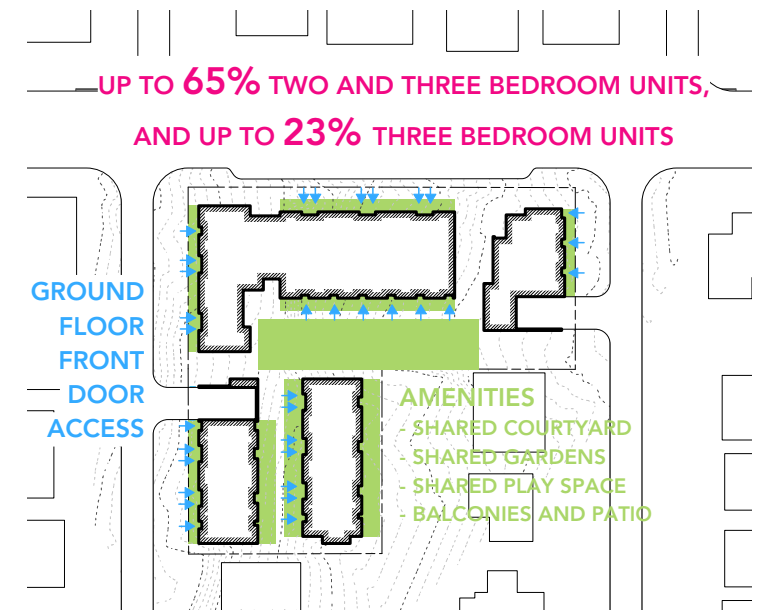 UP TO 65% TWO AND THREE BEDROOM UNITS,
AND UP TO 23% THREE BEDROOM UNITS
GROUND
FLOOR
FRONT
DOOR
ACCESS
AMENITIES
- SHARED COURTYARD
- SHARED GARDENS
- SHARED PLAY SPACE
- BALCONIES AND PATIO